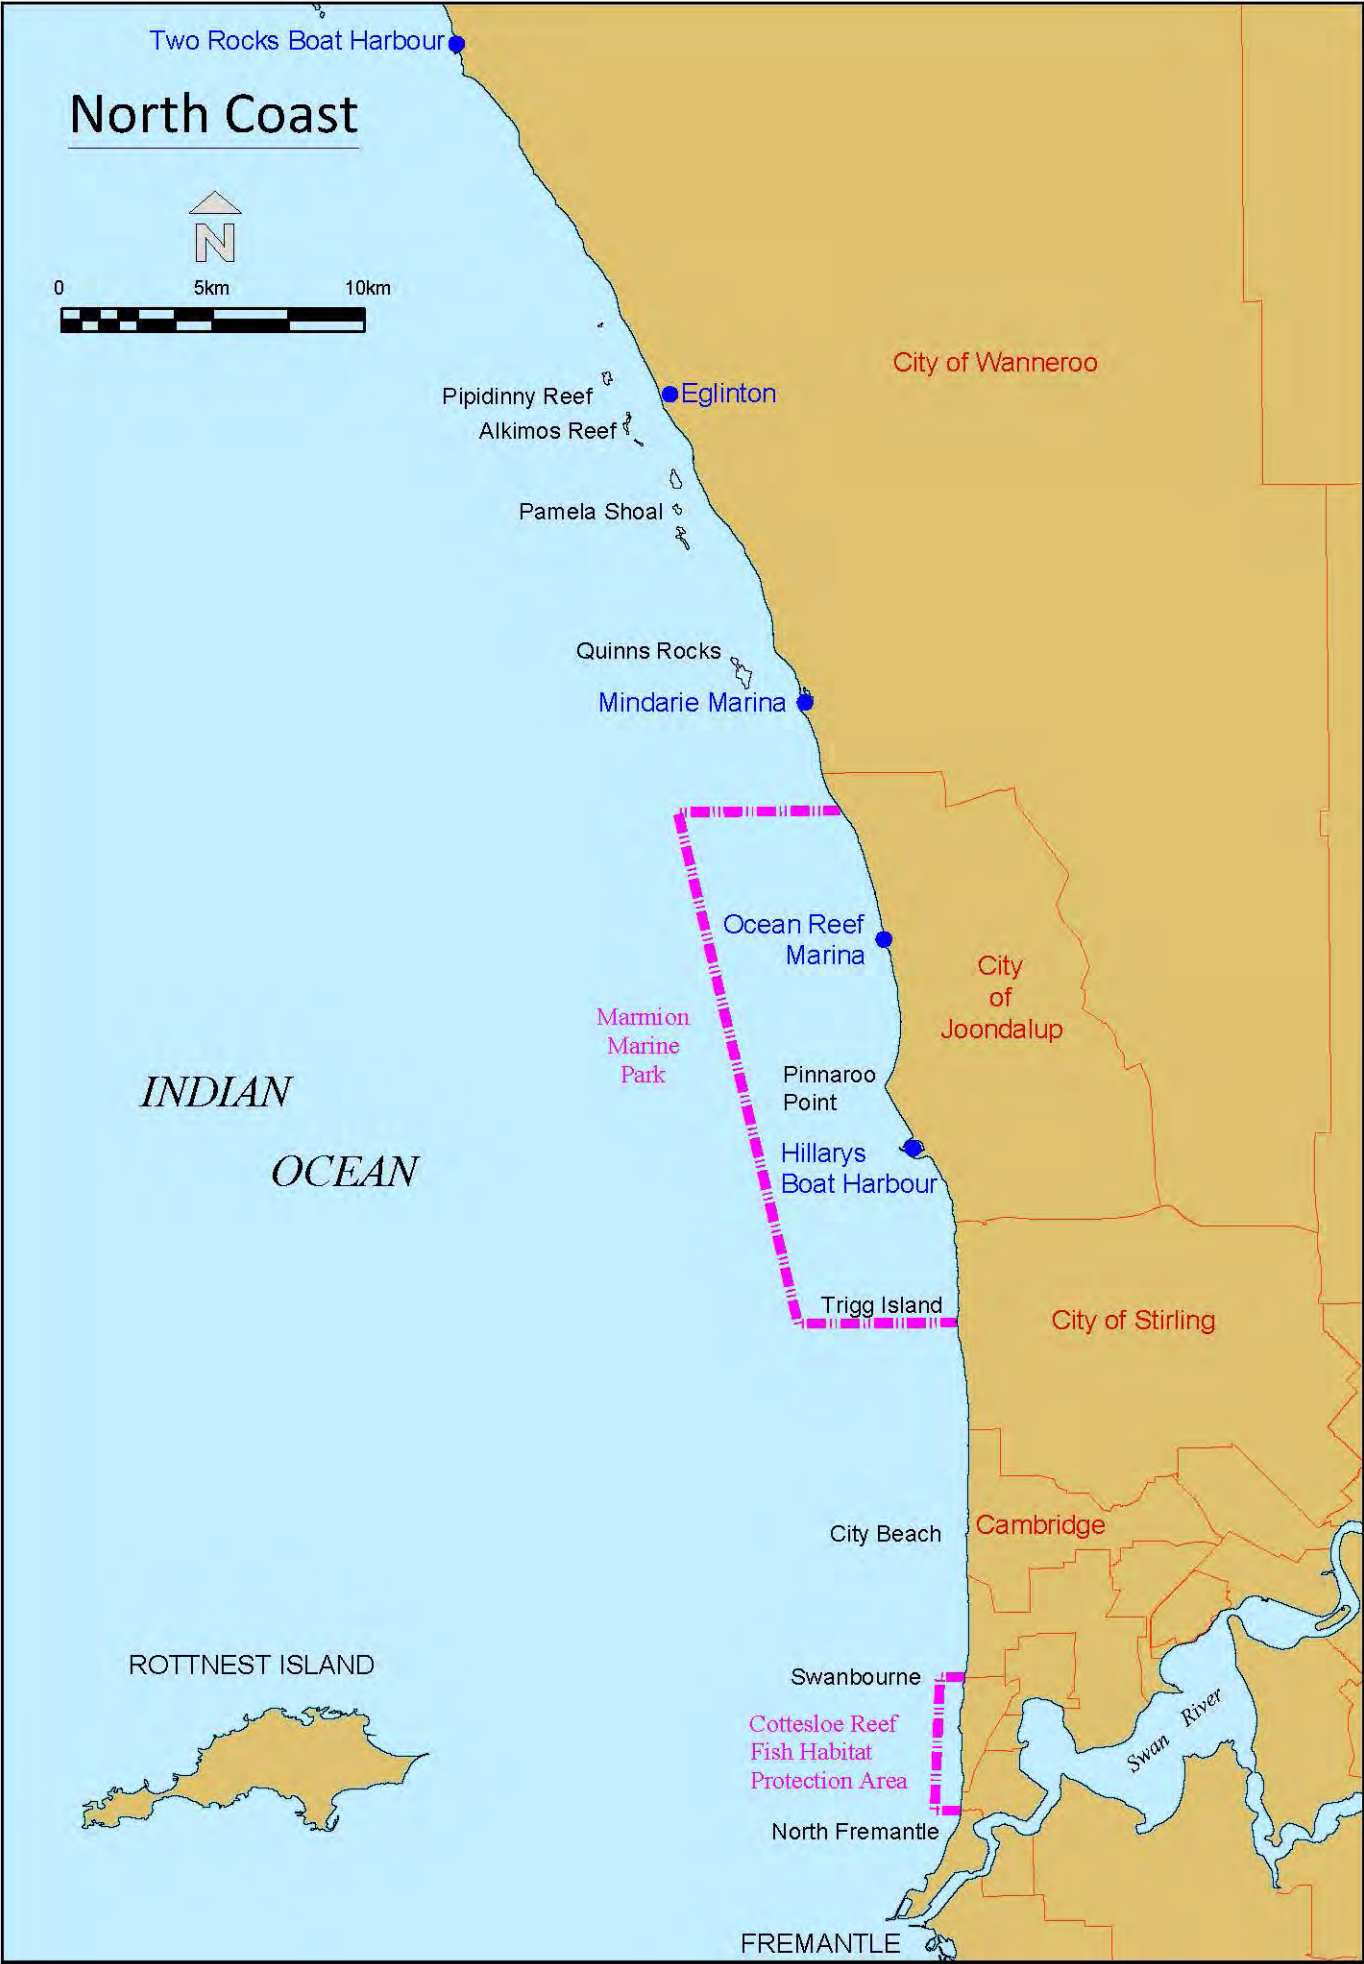 Two Rocks Boat Harbour
North Coast
N
0 5km 10km
City of Wanneroo
Pipidinny Reef
Eglinton
Alkimos Reef
Pamela Shoal
Quinns Rocks
Mindarie Marina
Ocean Reef
Marina
City
of
Joondalup
Marmion
Marine
Park
Pinnaroo
Point
INDIAN
OCEAN
Hillarys
Boat Harbour
Trigg Island
City of Stirling
City Beach
Cambridge
ROTTNEST ISLAND
Swanbourne
Cottesloe Reef
Fish Habitat
Protection Area
Swan River
North Fremantle
FREMANTLE